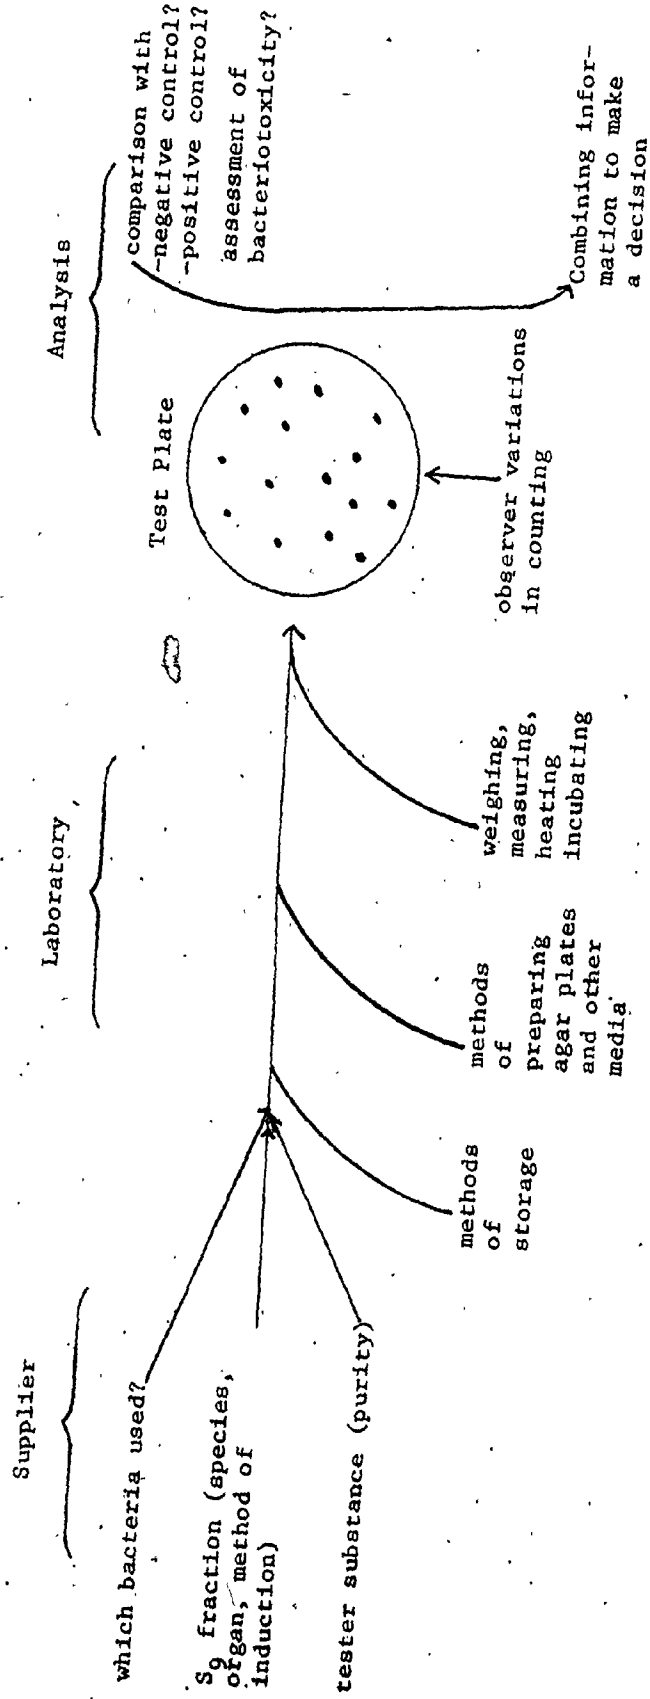 Supplier
Laboratory
Analysis
which bacteria used?
S9 fraction (species,
organ, method of
induction)
tester substance (purity)
methods
of
storage
methods
of
preparing
agar plates
and other
media
weighing,
measuring,
heating
incubating
Test Plate
observer variations
in counting
comparison with
-negative control?
-positive control?
assessment of
bacteriotoxicity?
Combining infor-
mation to make
a decision